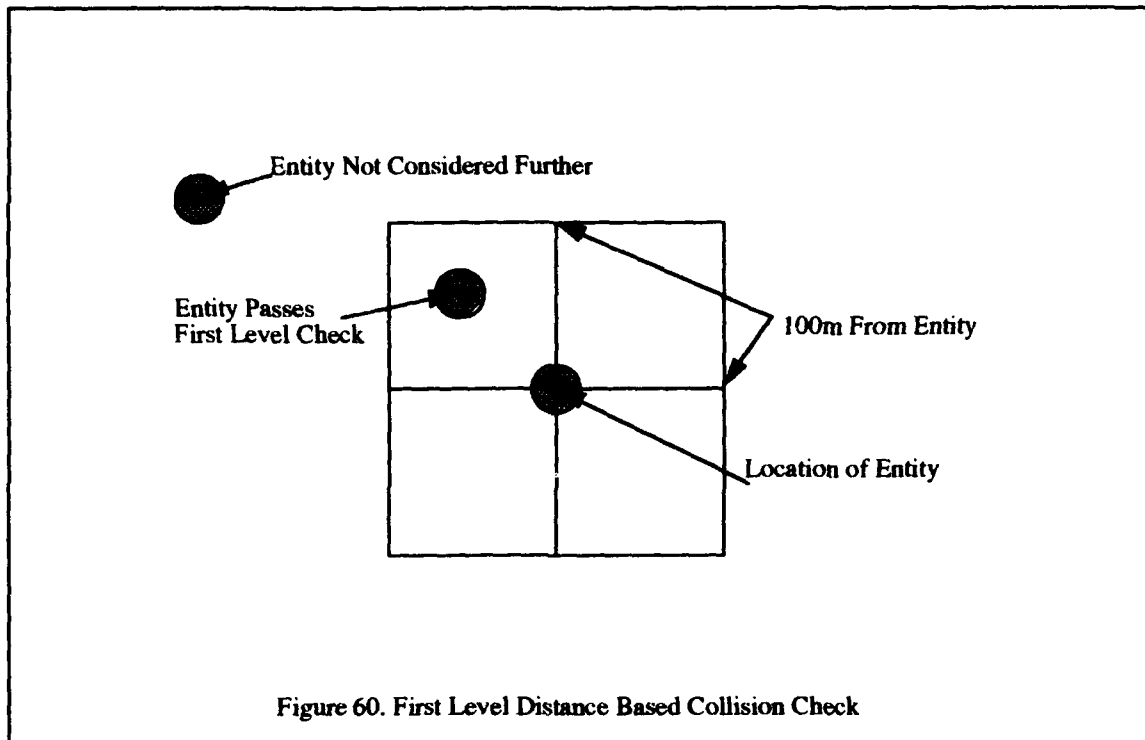 Entity Not Considered Further
Entity Passes
First Level Check
100m From Entity
Location of Entity
Figure 60. First Level Distance Based Collision Check